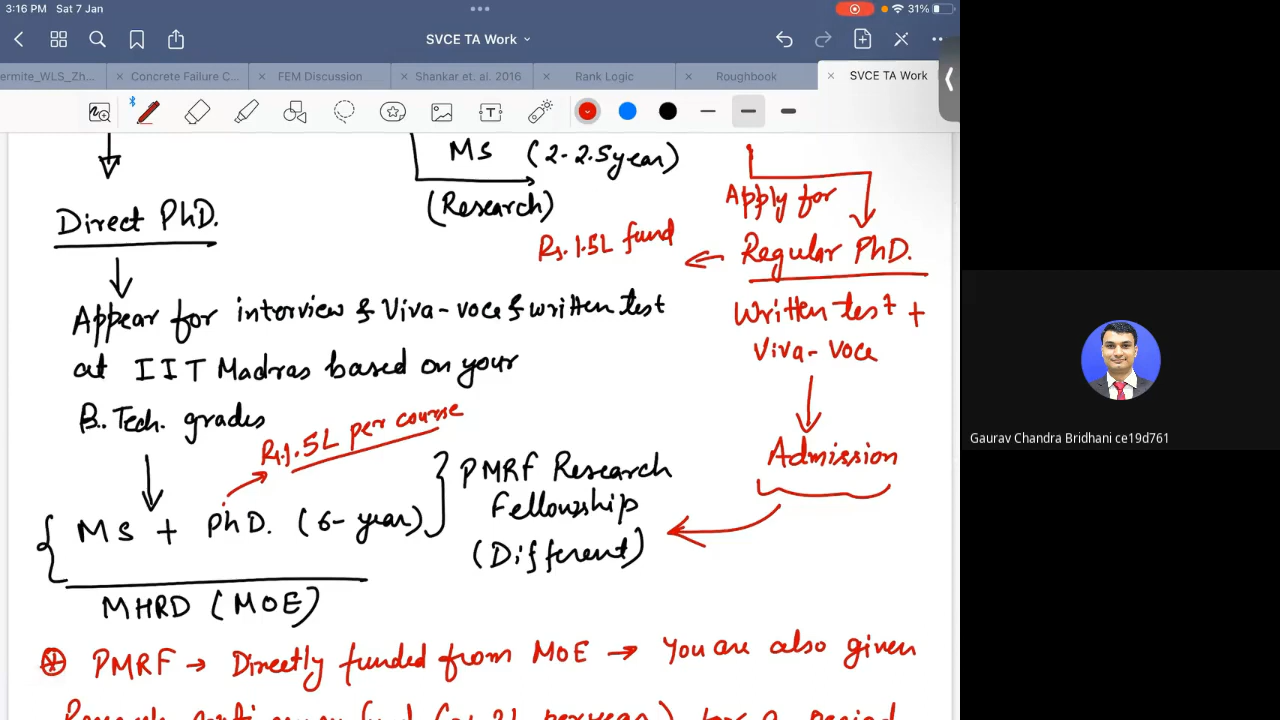 3:16 PM Sat 7 Jan
31%
SVCE TA Work
ermite_WLS_Zh...
Concrete Failure C...
FEM Discussion
Shankar et. al. 2016
Rank Logic
Roughbook
SVCE TA Work
MS (2-2.5year)
(Research)
Apply for
Regular PhD.
Rs. 1.5L fund
Written test +
Viva-Voce
Admission
Direct PhD.
Appear for interview & Viva-voce & written test
at IIT Madras based on your
B.Tech. grades
Rs.1.5L per course
MS + PhD. (6-year)
PMRF Research
Fellowship
(Different)
MHRD (MOE)
PMRF → Directly funded from MOE → You are also given
Gaurav Chandra Bridhani ce19d761